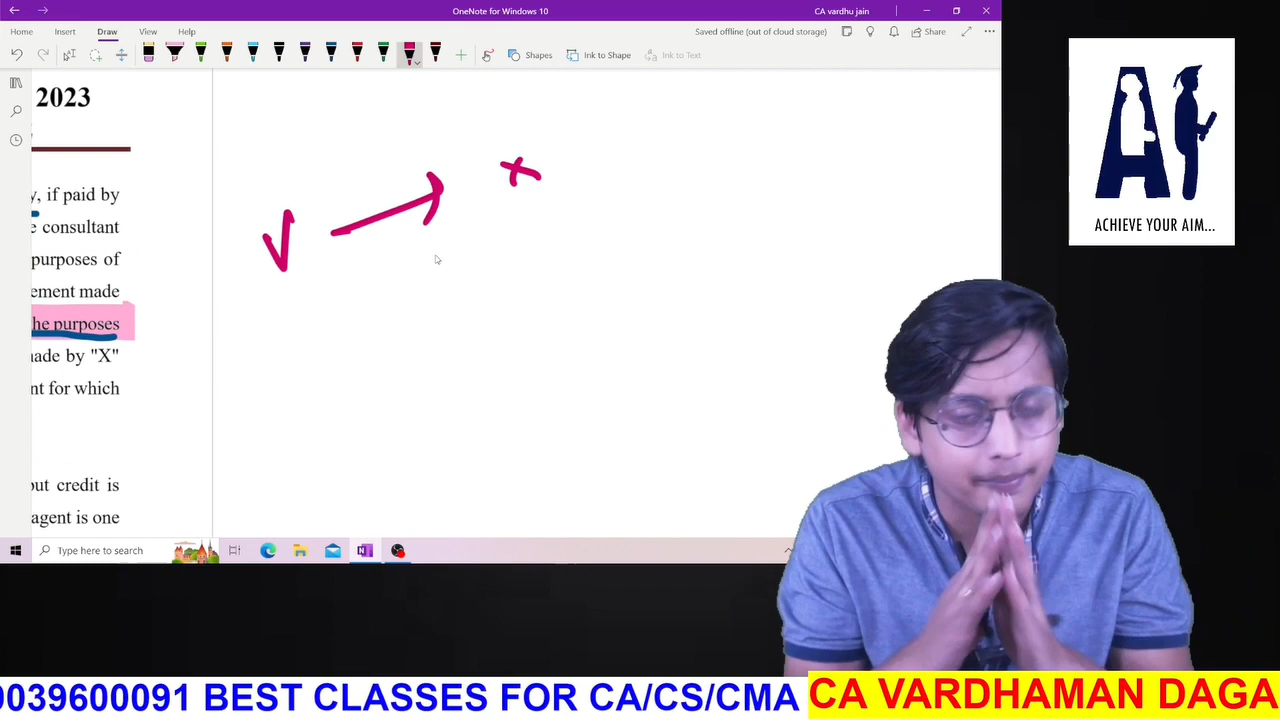 OneNote for Windows 10
CA vardhu jain
Home Insert Draw View Help
Saved offline (out of cloud storage)
Share
Shapes
Ink to Shape
Ink to Text
2023
y, if paid by
e consultant
purposes of
ement made
he purposes
nade by "X"
nt for which
out credit is
agent is one
ACHIEVE YOUR AIM...
Type here to search
0039600091 BEST CLASSES FOR CA/CS/CMA
CA VARDHAMAN DAGA